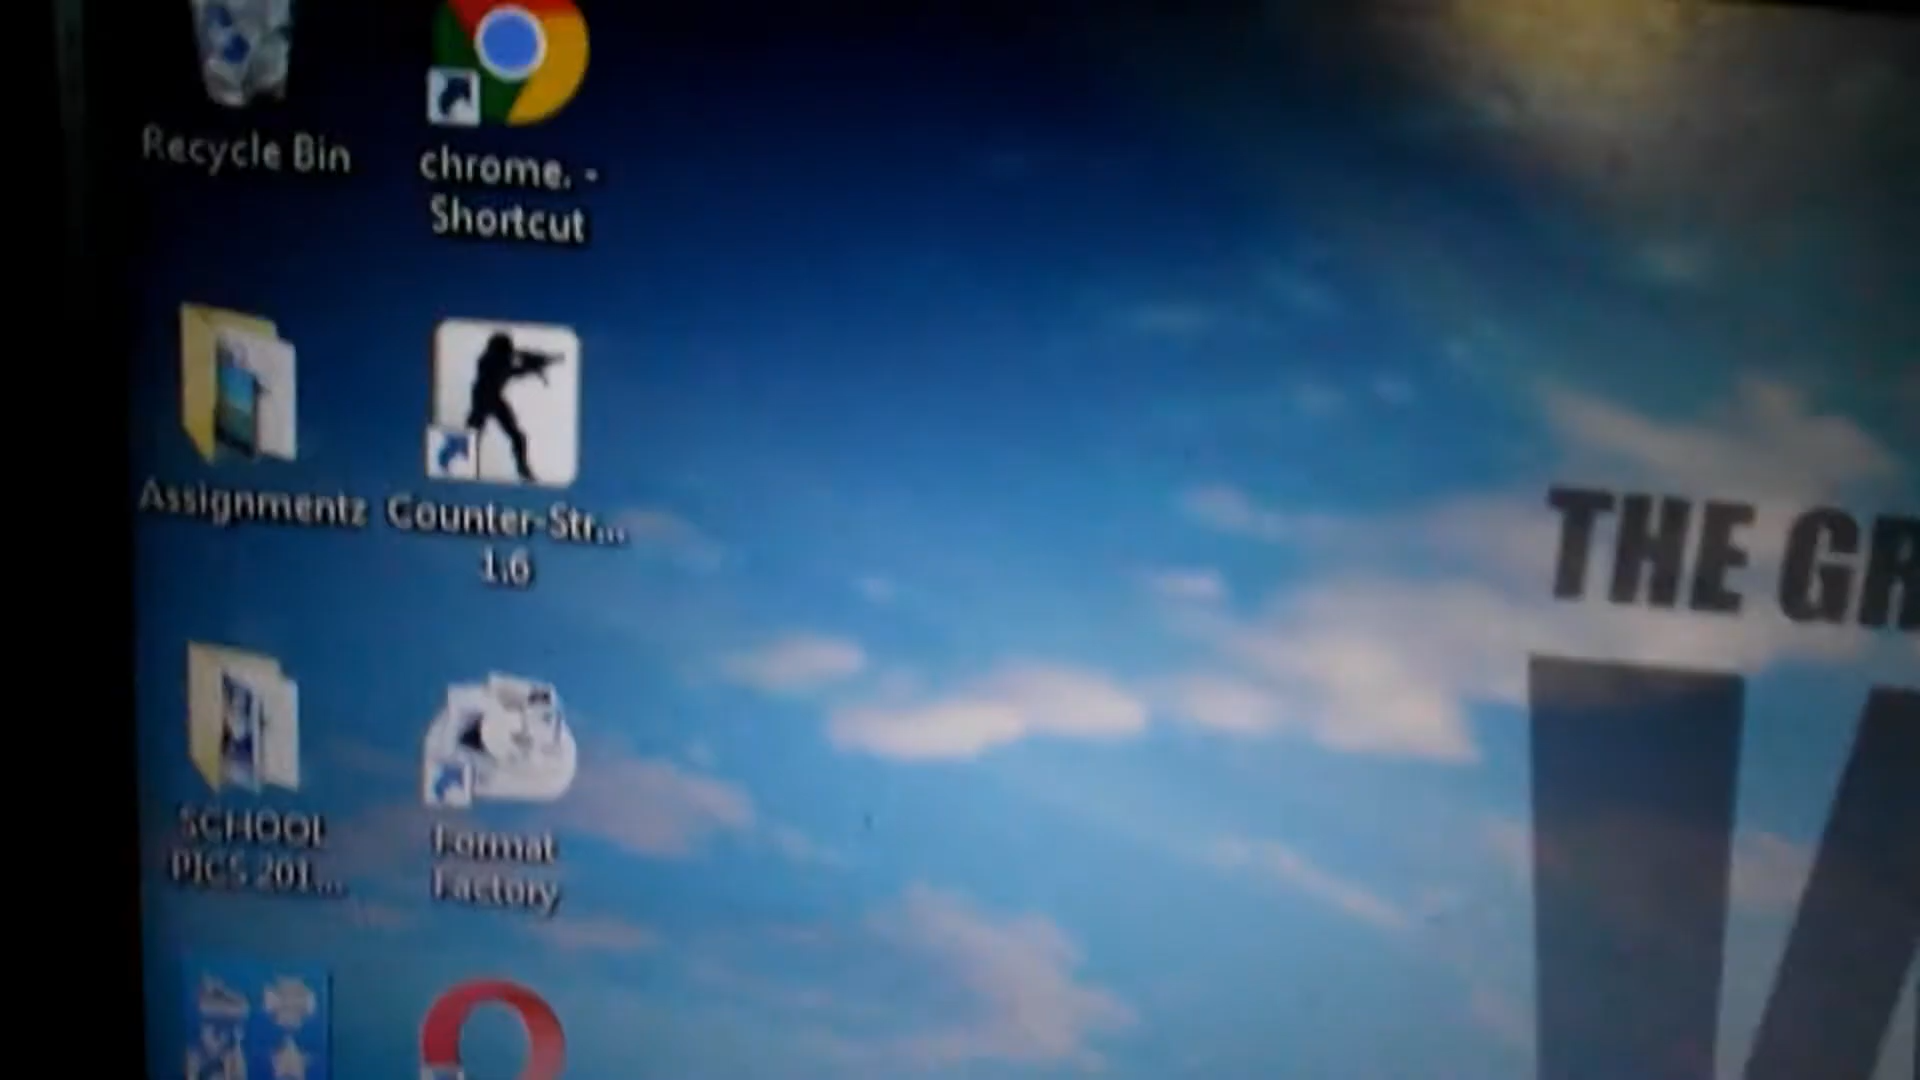 Recycle Bin
chrome. -
Shortcut
Assignmentz
Counter-Str...
1.6
SCHOOL
PICS 201...
Format
Factory
THE GR